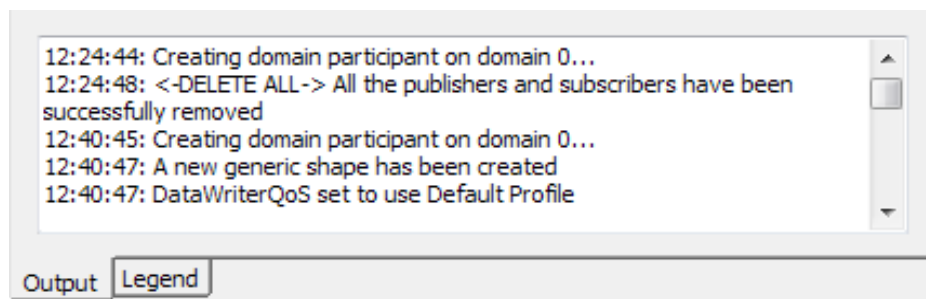 12:24:44: Creating domain participant on domain 0...
12:24:48: <-DELETE ALL-> All the publishers and subscribers have been
successfully removed
12:40:45: Creating domain participant on domain 0...
12:40:47: A new generic shape has been created
12:40:47: DataWriterQoS set to use Default Profile
Output Legend